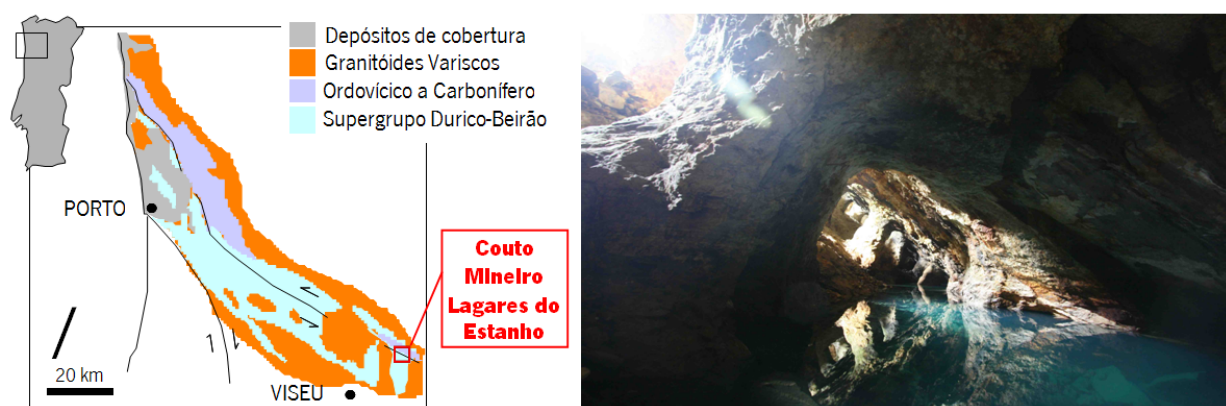 Depósitos de cobertura
Granitóides Variscos
Ordovícico a Carbonífero
Supergrupo Durico-Beirão
PORTO
Couto
MIneiro
Lagares do
Estanho
20 km
VISEU